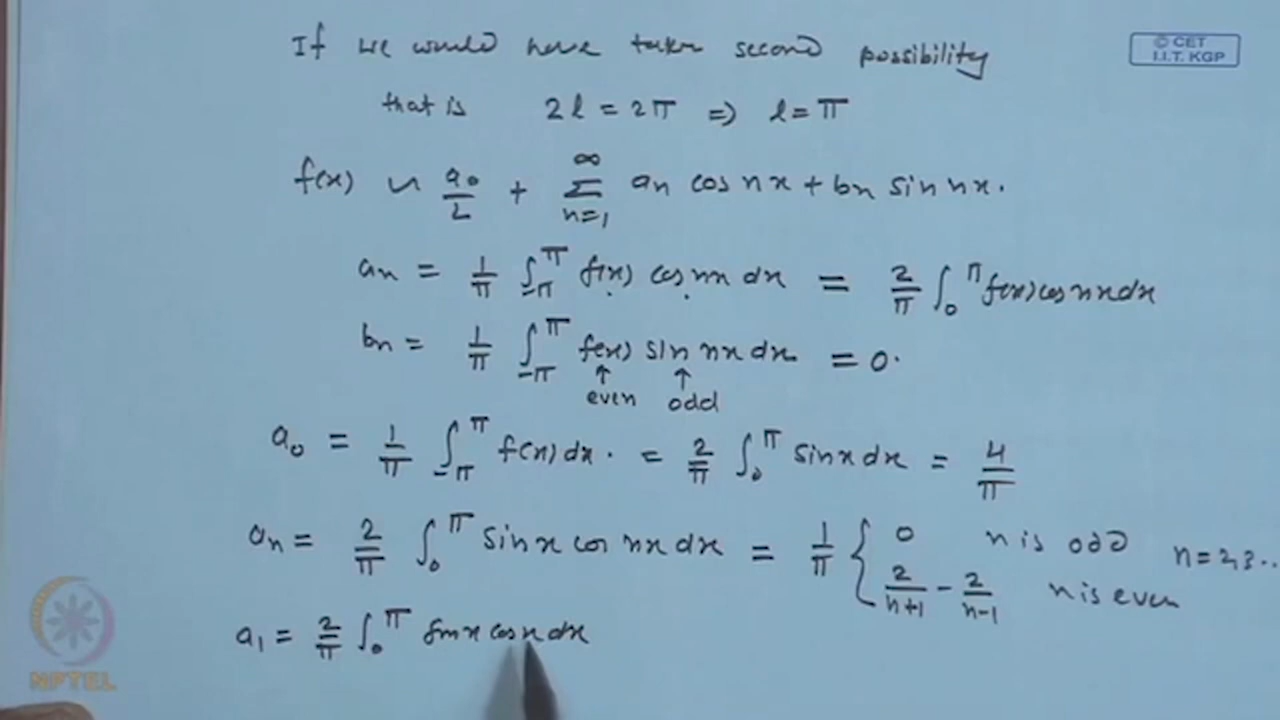 If we would have taken second possibility
© CET
I.I.T. KGP
that is 2l = 2π ⇒ l = π
f(x) ~ a0/2 + ∞ Σ n=1 an cos nx + bn sin nx.
an = 1/π ∫_-π^π f(x) cos nx dx = 2/π ∫_0^π f(x) cos nx dx
bn = 1/π ∫_-π^π f(x) sin nx dx = 0.
↑ even ↑ odd
a0 = 1/π ∫_-π^π f(x) dx. = 2/π ∫_0^π sin x dx = 4/π
an = 2/π ∫_0^π sin x cos nx dx = 1/π { 0 n is odd n = 2,3..
2/(n+1) - 2/(n-1) n is even
a1 = 2/π ∫_0^π sin x cos x dx
NPTEL